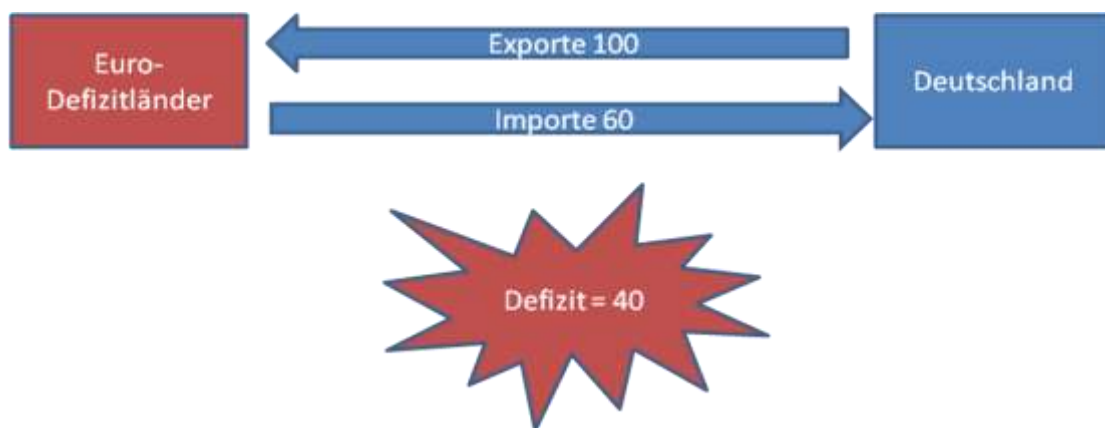 Euro-
Defizitländer
Exporte 100
Importe 60
Deutschland
Defizit = 40